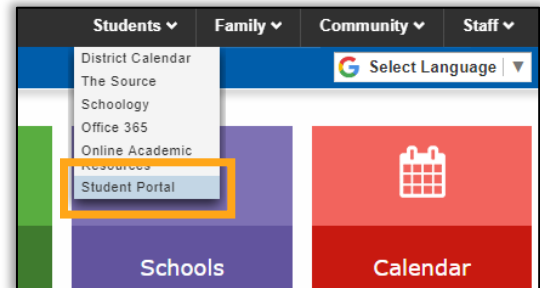 Students Family Community Staff
District Calendar
The Source
Schoology
Office 365
Online Academic
Resources
Student Portal
Select Language
Schools
Calendar